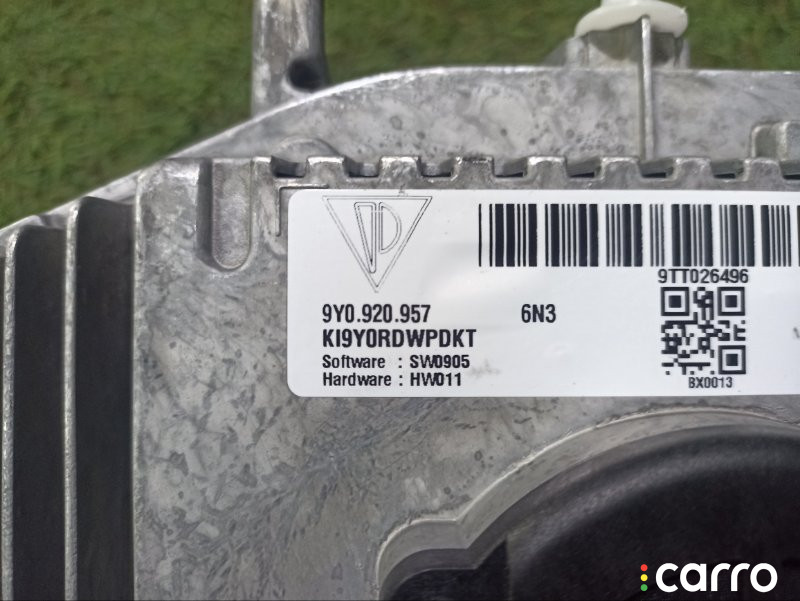 9TT026496
9Y0.920.957 6N3
KI9Y0RDWPDKT
Software : SW0905
Hardware : HW011
BX0013
carro